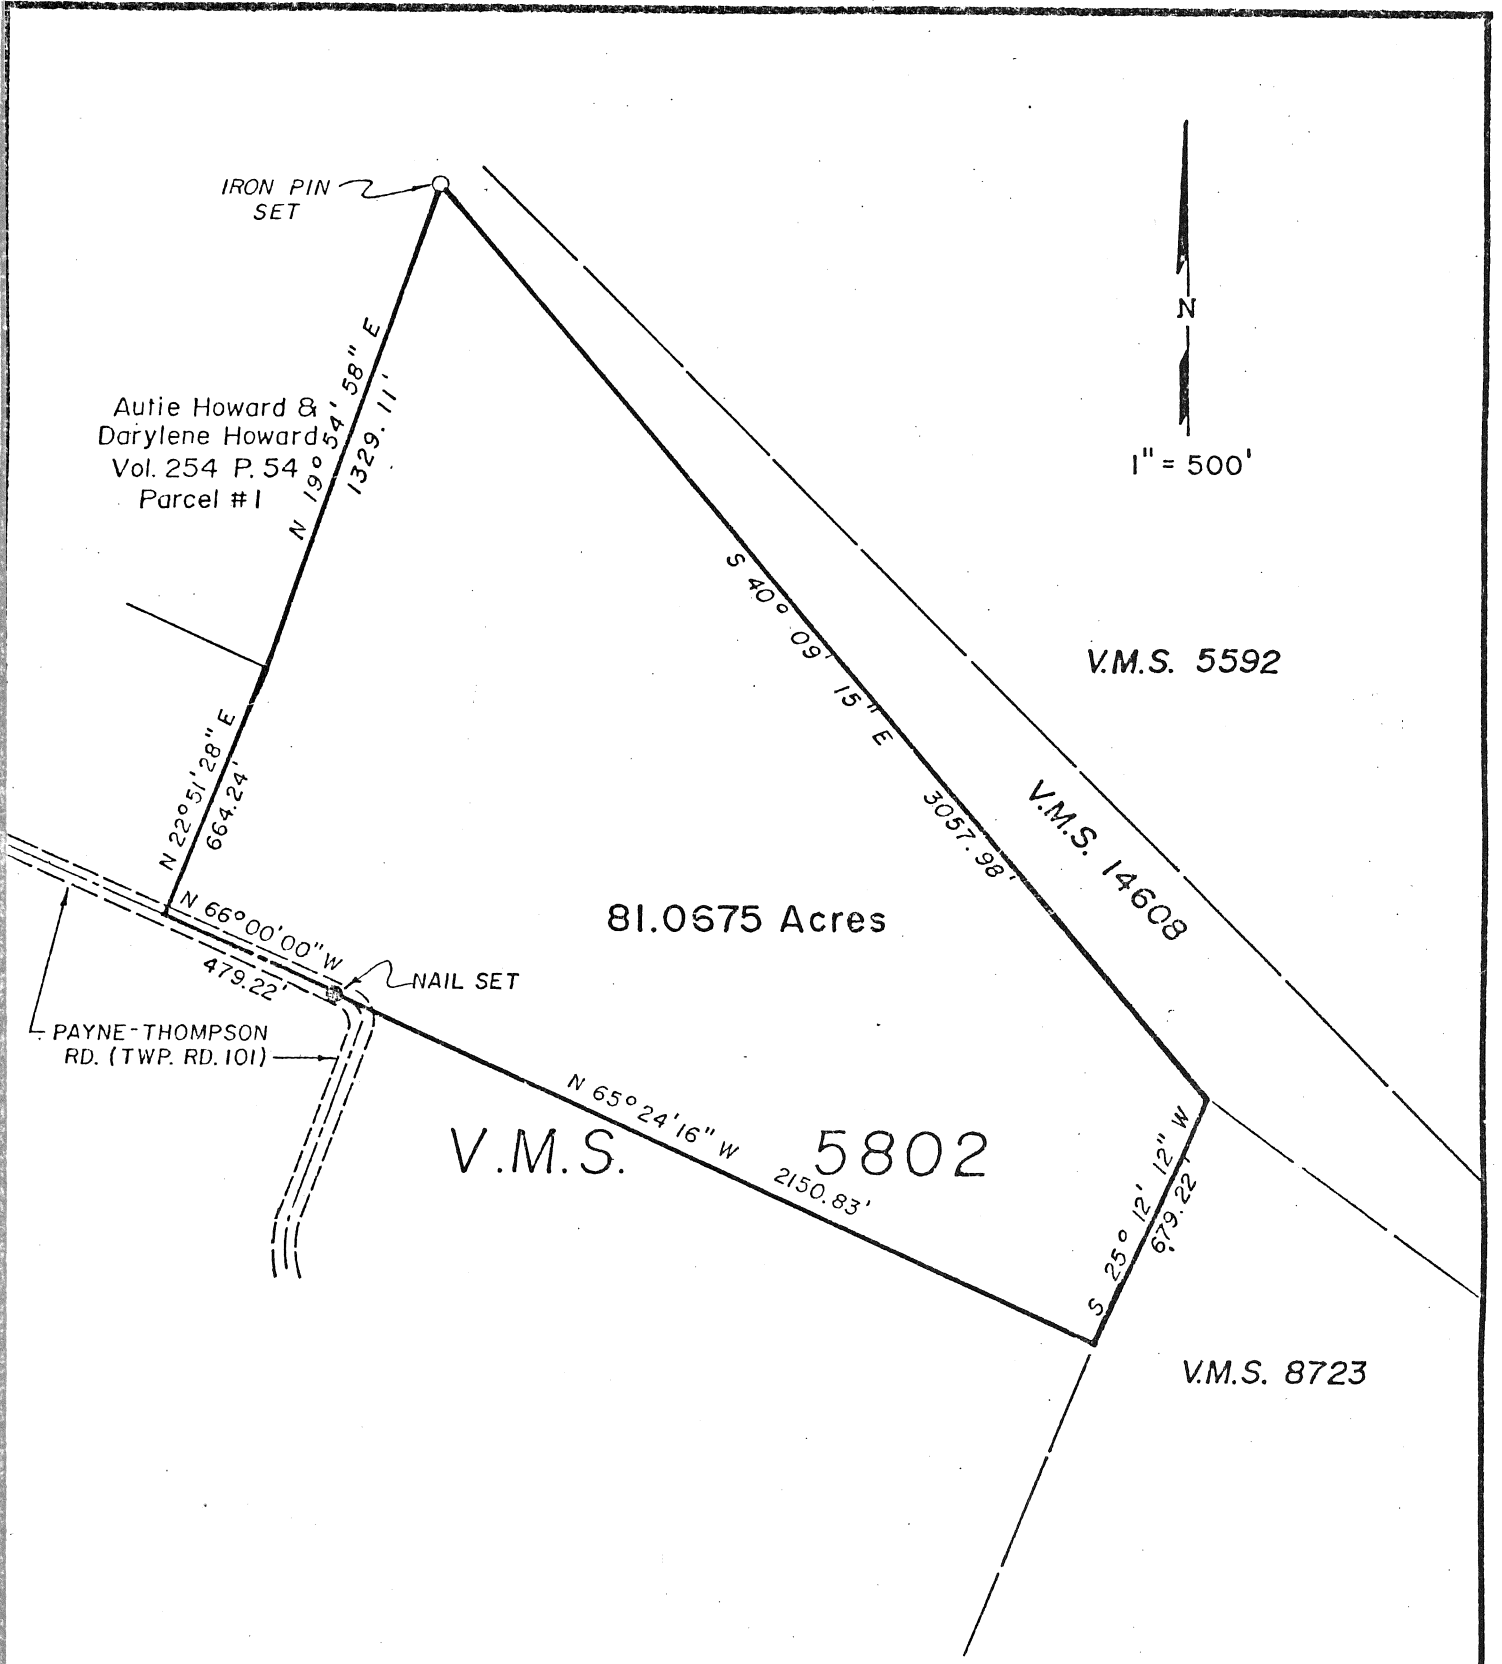 IRON PIN
SET
N 19° 54' 58" E
1329.11'
Autie Howard &
Darylene Howard
Vol. 254 P. 54
Parcel #1
N
1" = 500'
S 40° 09' 15" E
3057.98'
V.M.S. 5592
V.M.S. 14608
N 22° 51' 28" E
664.24'
N 66° 00' 00" W
479.22'
81.0675 Acres
NAIL SET
PAYNE-THOMPSON
RD. (TWP. RD. 101)
N 65° 24' 16" W
2150.83'
V.M.S. 5802
S 25° 12' 12" W
679.22'
V.M.S. 8723